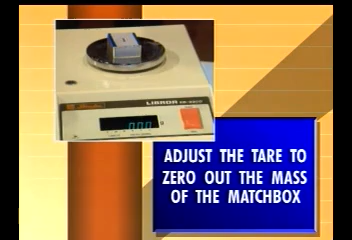 LIBROR
0.00
g
ADJUST THE TARE TO
ZERO OUT THE MASS
OF THE MATCHBOX